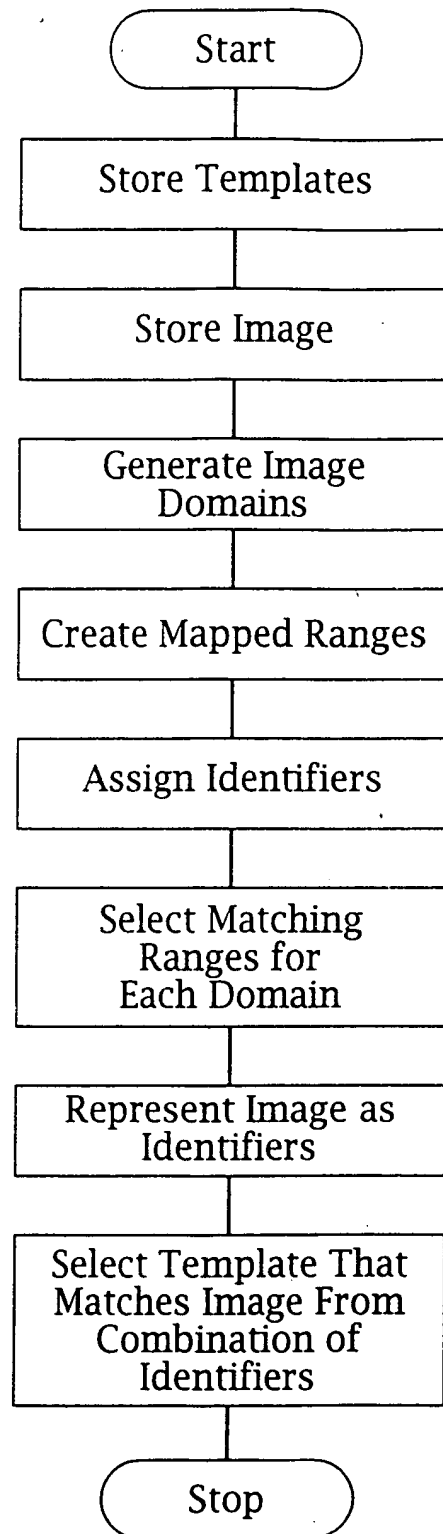 Start
Store Templates
Store Image
Generate Image
Domains
Create Mapped Ranges
Assign Identifiers
Select Matching
Ranges for
Each Domain
Represent Image as
Identifiers
Select Template That
Matches Image From
Combination of
Identifiers
Stop